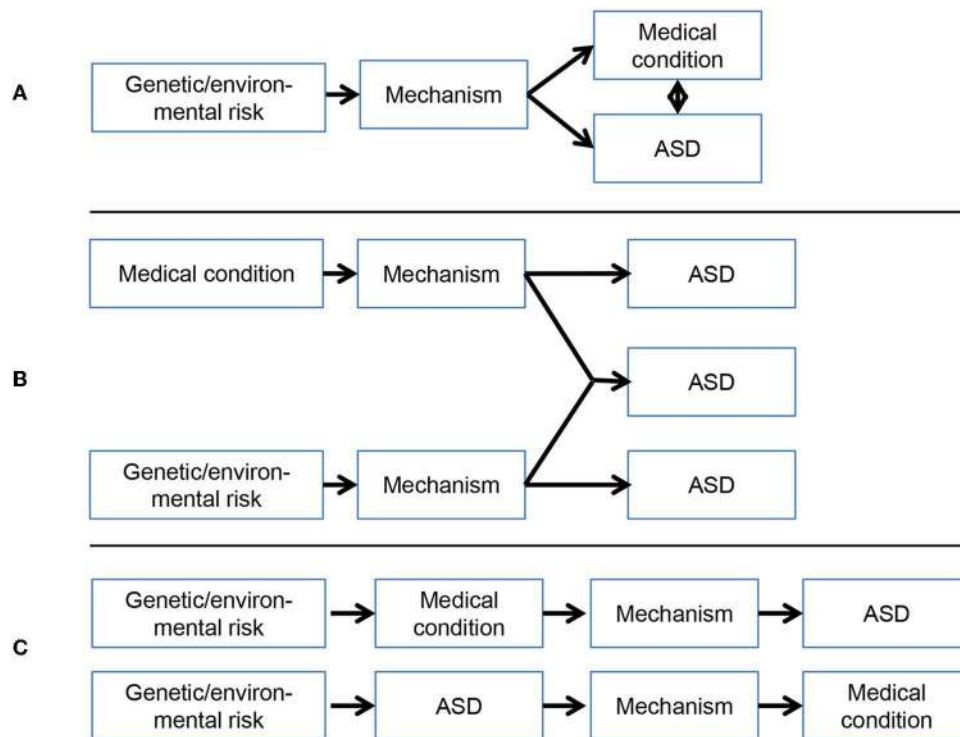 A
Genetic/environ-
mental risk
Mechanism
Medical
condition
ASD
B
Medical condition
Mechanism
ASD
ASD
Genetic/environ-
mental risk
Mechanism
ASD
C
Genetic/environ-
mental risk
Medical
condition
Mechanism
ASD
Genetic/environ-
mental risk
ASD
Mechanism
Medical
condition